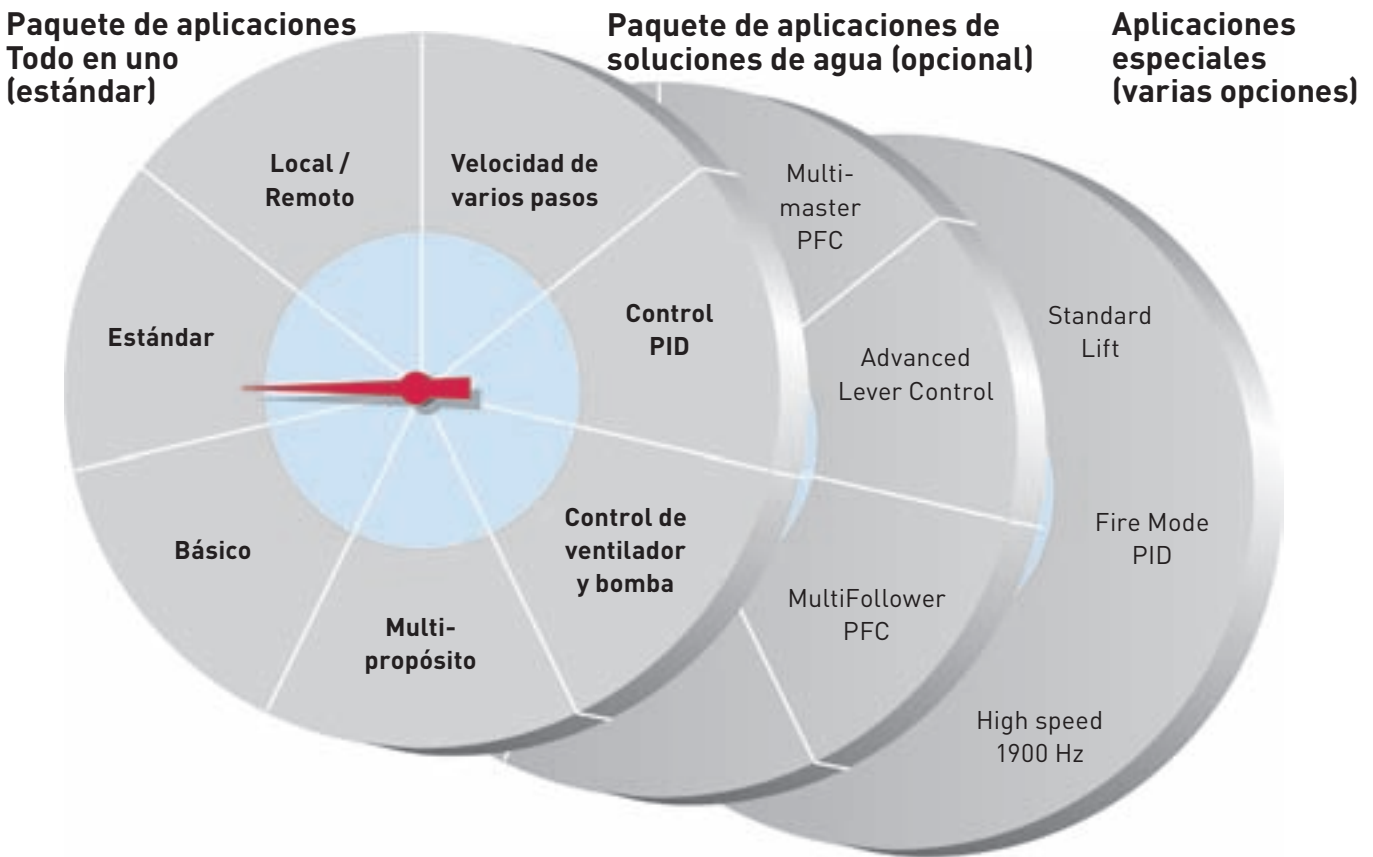 Paquete de aplicaciones
Todo en uno
(estándar)
Paquete de aplicaciones de
soluciones de agua (opcional)
Aplicaciones
especiales
(varias opciones)
Local /
Remoto
Velocidad de
varios pasos
Estándar
Control
PID
Básico
Control de
ventilador
y bomba
Multi-
propósito
Multi-
master
PFC
Advanced
Lever Control
MultiFollower
PFC
Standard
Lift
Fire Mode
PID
High speed
1900 Hz